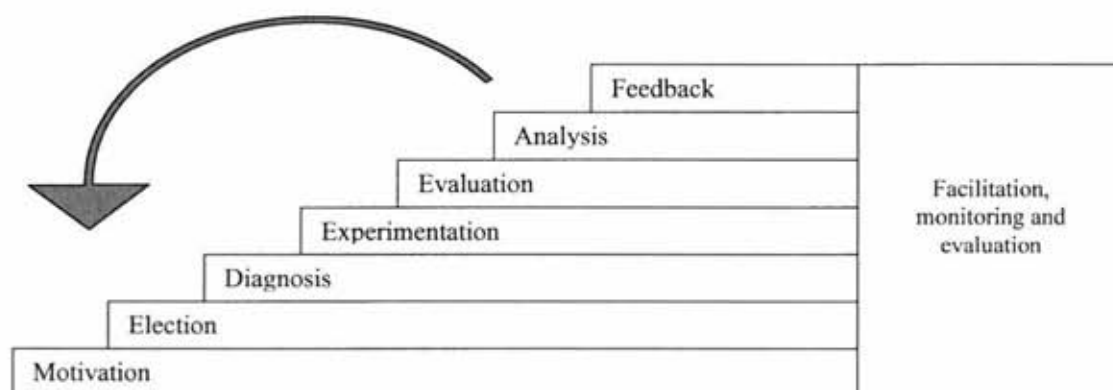 Feedback
Analysis
Evaluation
Experimentation
Diagnosis
Election
Motivation
Facilitation,
monitoring and
evaluation